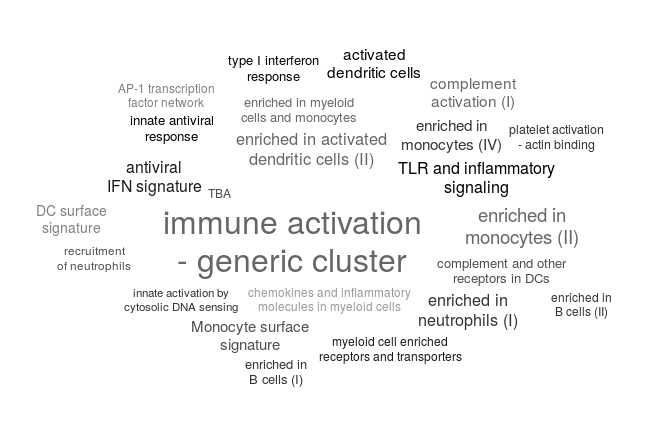 type I interferon
response
activated
dendritic cells
AP-1 transcription
factor network
enriched in myeloid
cells and monocytes
complement
activation (I)
innate antiviral
response
enriched in activated
dendritic cells (II)
enriched in
monocytes (IV)
platelet activation
- actin binding
antiviral
IFN signature
TBA
TLR and inflammatory
signaling
DC surface
signature
immune activation
- generic cluster
enriched in
monocytes (II)
recruitment
of neutrophils
complement and other
receptors in DCs
innate activation by
cytosolic DNA sensing
chemokines and inflammatory
molecules in myeloid cells
enriched in
neutrophils (I)
enriched in
B cells (II)
Monocyte surface
signature
myeloid cell enriched
receptors and transporters
enriched in
B cells (I)